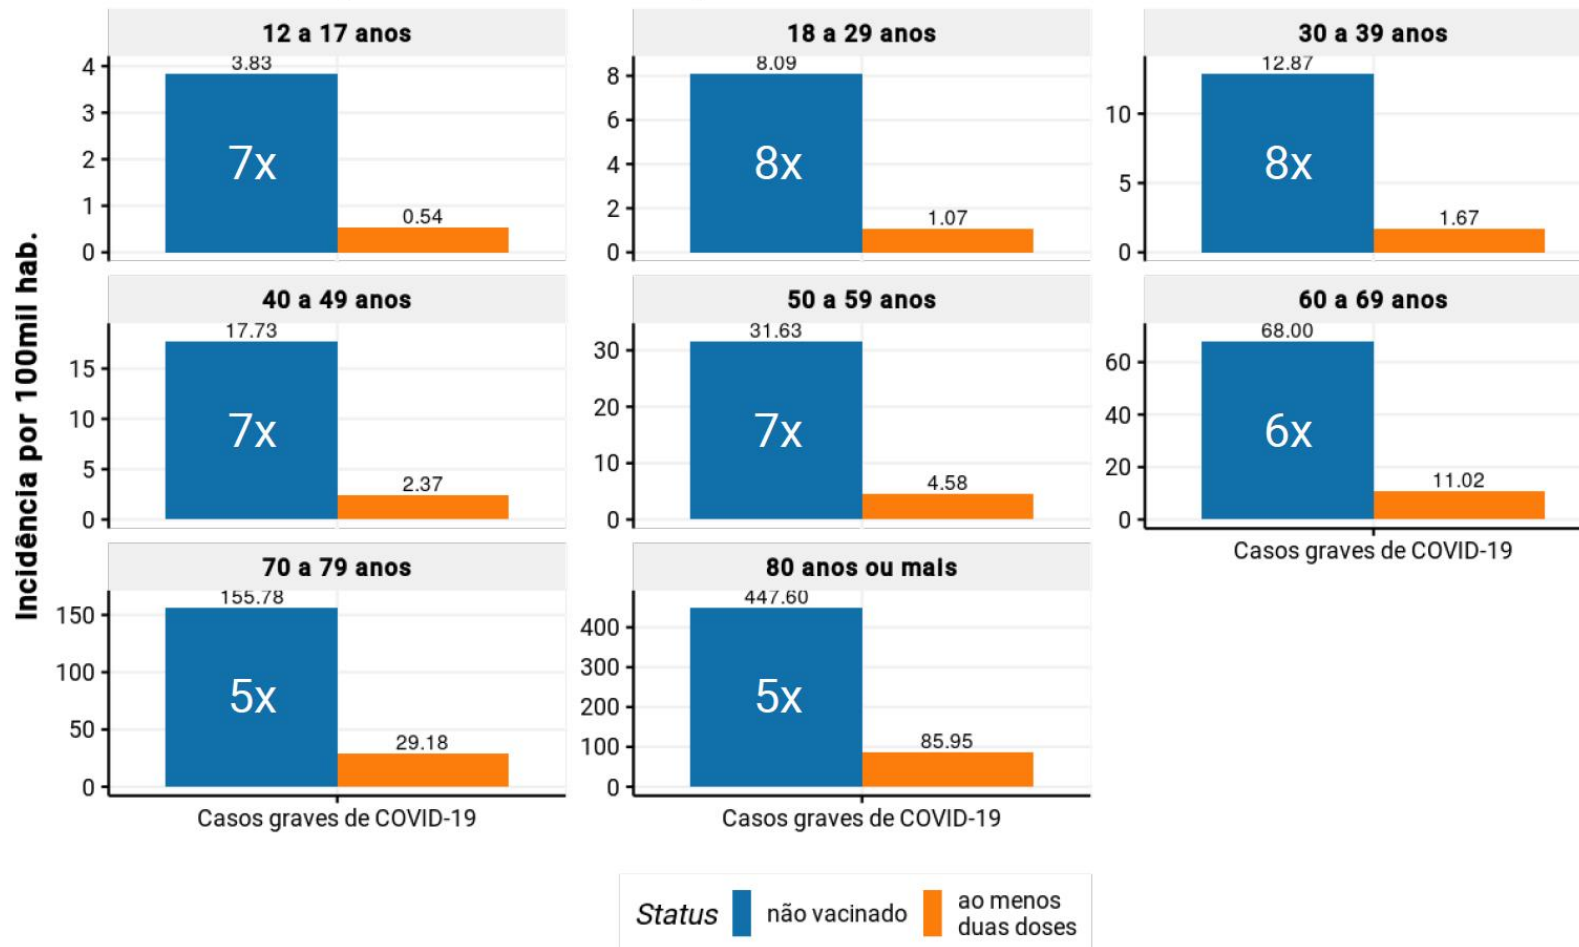 Incidência por 100mil hab.
12 a 17 anos
4
3
2
1
0
3.83
7x
0.54
18 a 29 anos
8
6
4
2
0
8.09
8x
1.07
30 a 39 anos
10
5
0
12.87
8x
1.67
40 a 49 anos
15
10
5
0
17.73
7x
2.37
50 a 59 anos
30
20
10
0
31.63
7x
4.58
60 a 69 anos
60
40
20
0
68.00
6x
11.02
Casos graves de COVID-19
70 a 79 anos
150
100
50
0
155.78
5x
29.18
Casos graves de COVID-19
80 anos ou mais
400
300
200
100
0
447.60
5x
85.95
Casos graves de COVID-19
Status
não vacinado
ao menos
duas doses